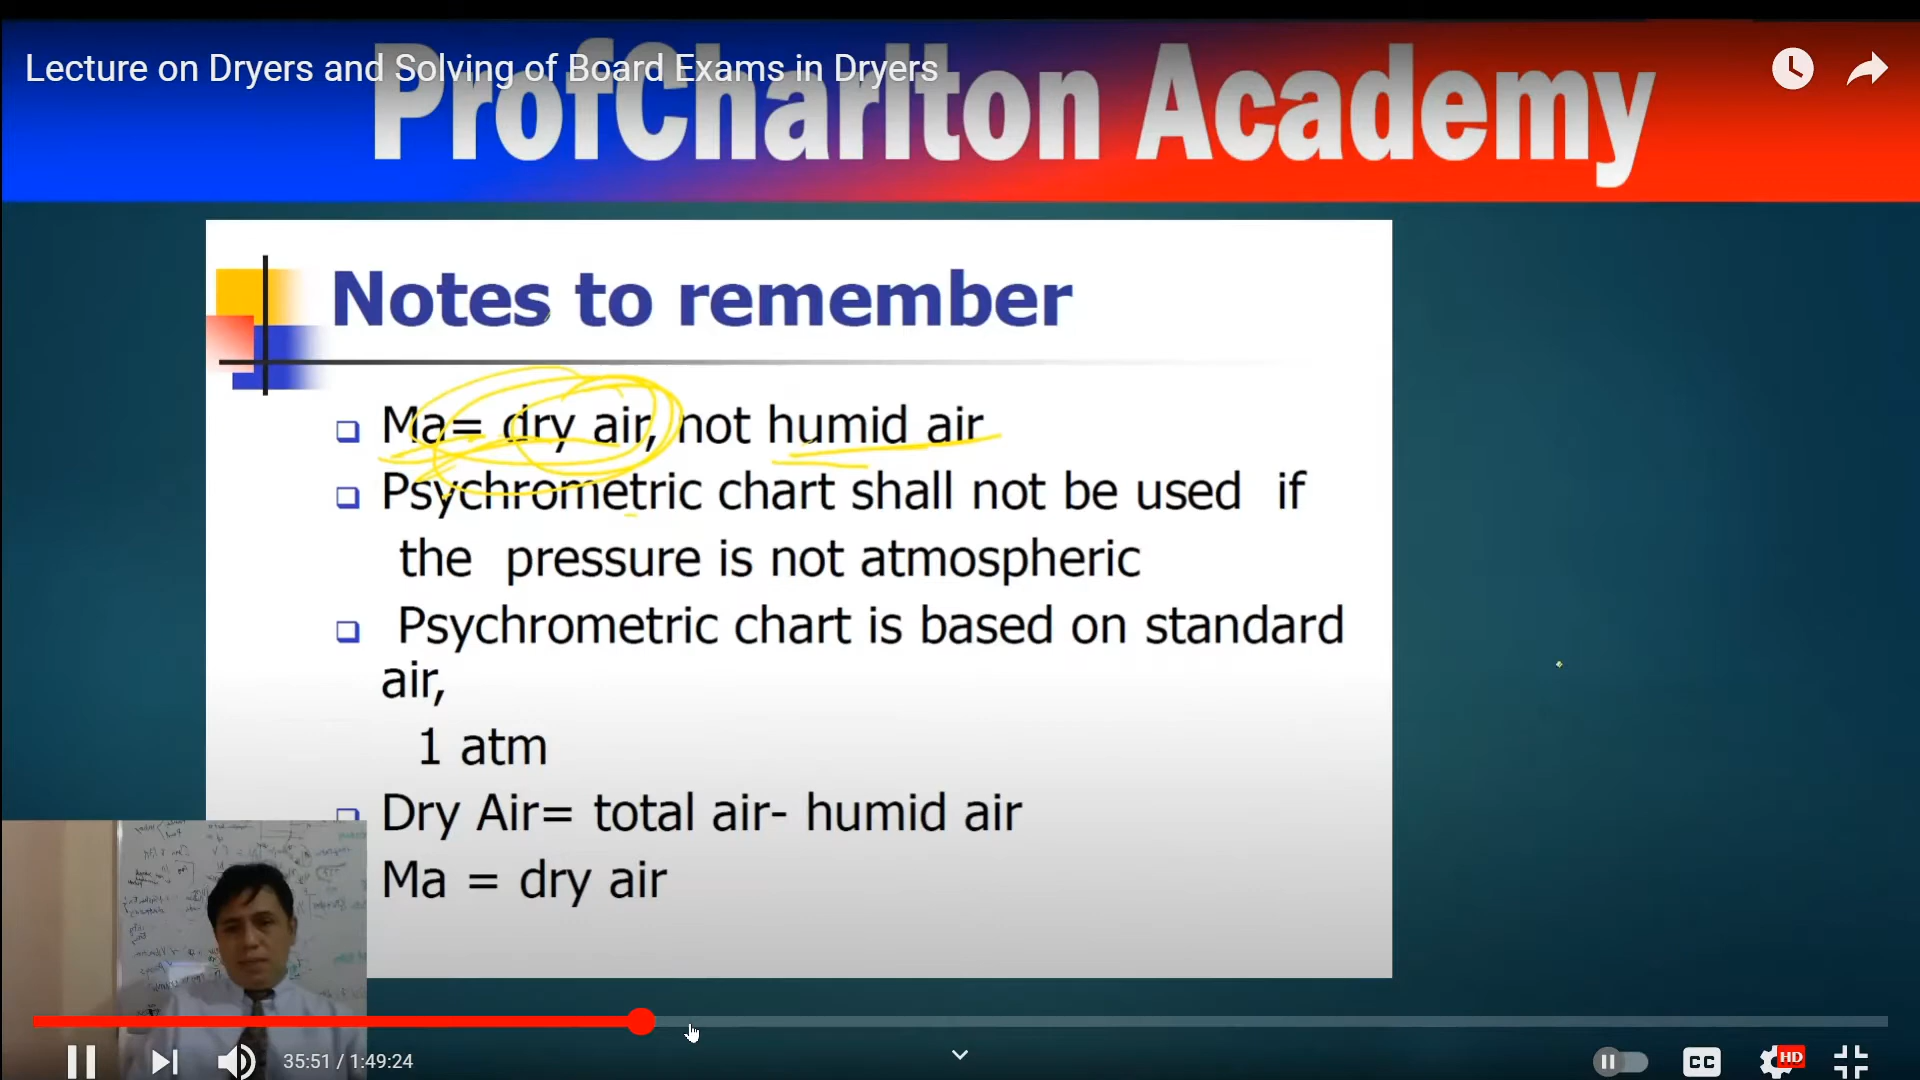 Lecture on Dryers and Solving of Board Exams in Dryers
ProfCharlton Academy
Notes to remember
Ma= dry air, not humid air
Psychrometric chart shall not be used if
the pressure is not atmospheric
Psychrometric chart is based on standard
air,
1 atm
Dry Air= total air- humid air
Ma = dry air
35:51 / 1:49:24
CC
HD